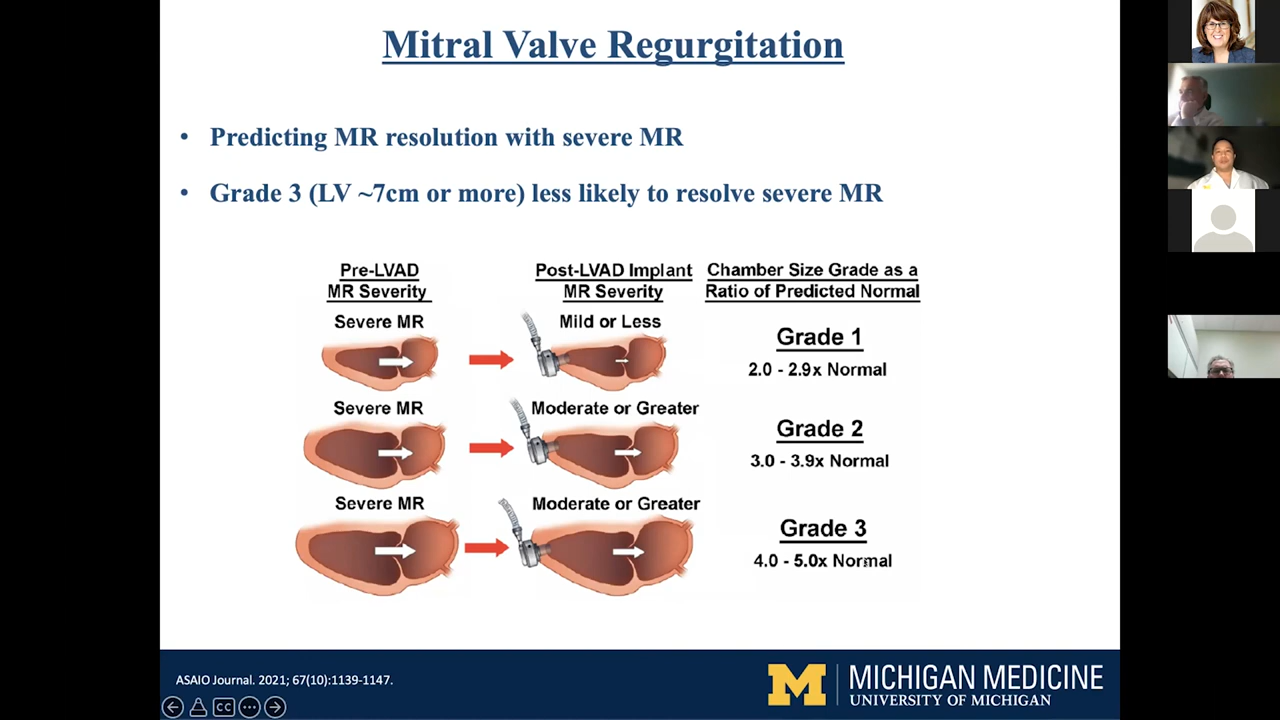 Mitral Valve Regurgitation
• Predicting MR resolution with severe MR
• Grade 3 (LV ~7cm or more) less likely to resolve severe MR
Pre-LVAD
MR Severity
Post-LVAD Implant
MR Severity
Chamber Size Grade as a
Ratio of Predicted Normal
Severe MR
Mild or Less
Grade 1
2.0 - 2.9x Normal
Severe MR
Moderate or Greater
Grade 2
3.0 - 3.9x Normal
Severe MR
Moderate or Greater
Grade 3
4.0 - 5.0x Normal
ASAIO Journal. 2021; 67(10):1139-1147.
CC
M
MICHIGAN MEDICINE
UNIVERSITY OF MICHIGAN